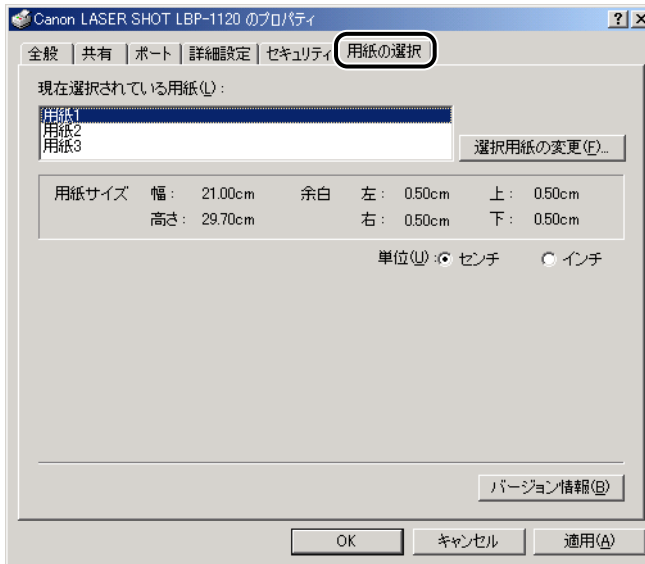 Canon LASER SHOT LBP-1120 のプロパティ
全般 共有 ポート 詳細設定 セキュリティ 用紙の選択
現在選択されている用紙(L):
用紙1
用紙2
用紙3
選択用紙の変更(F)...
用紙サイズ 幅: 21.00cm 余白 左: 0.50cm 上: 0.50cm
高さ: 29.70cm 右: 0.50cm 下: 0.50cm
単位(U): センチ インチ
バージョン情報(B)
OK キャンセル 適用(A)